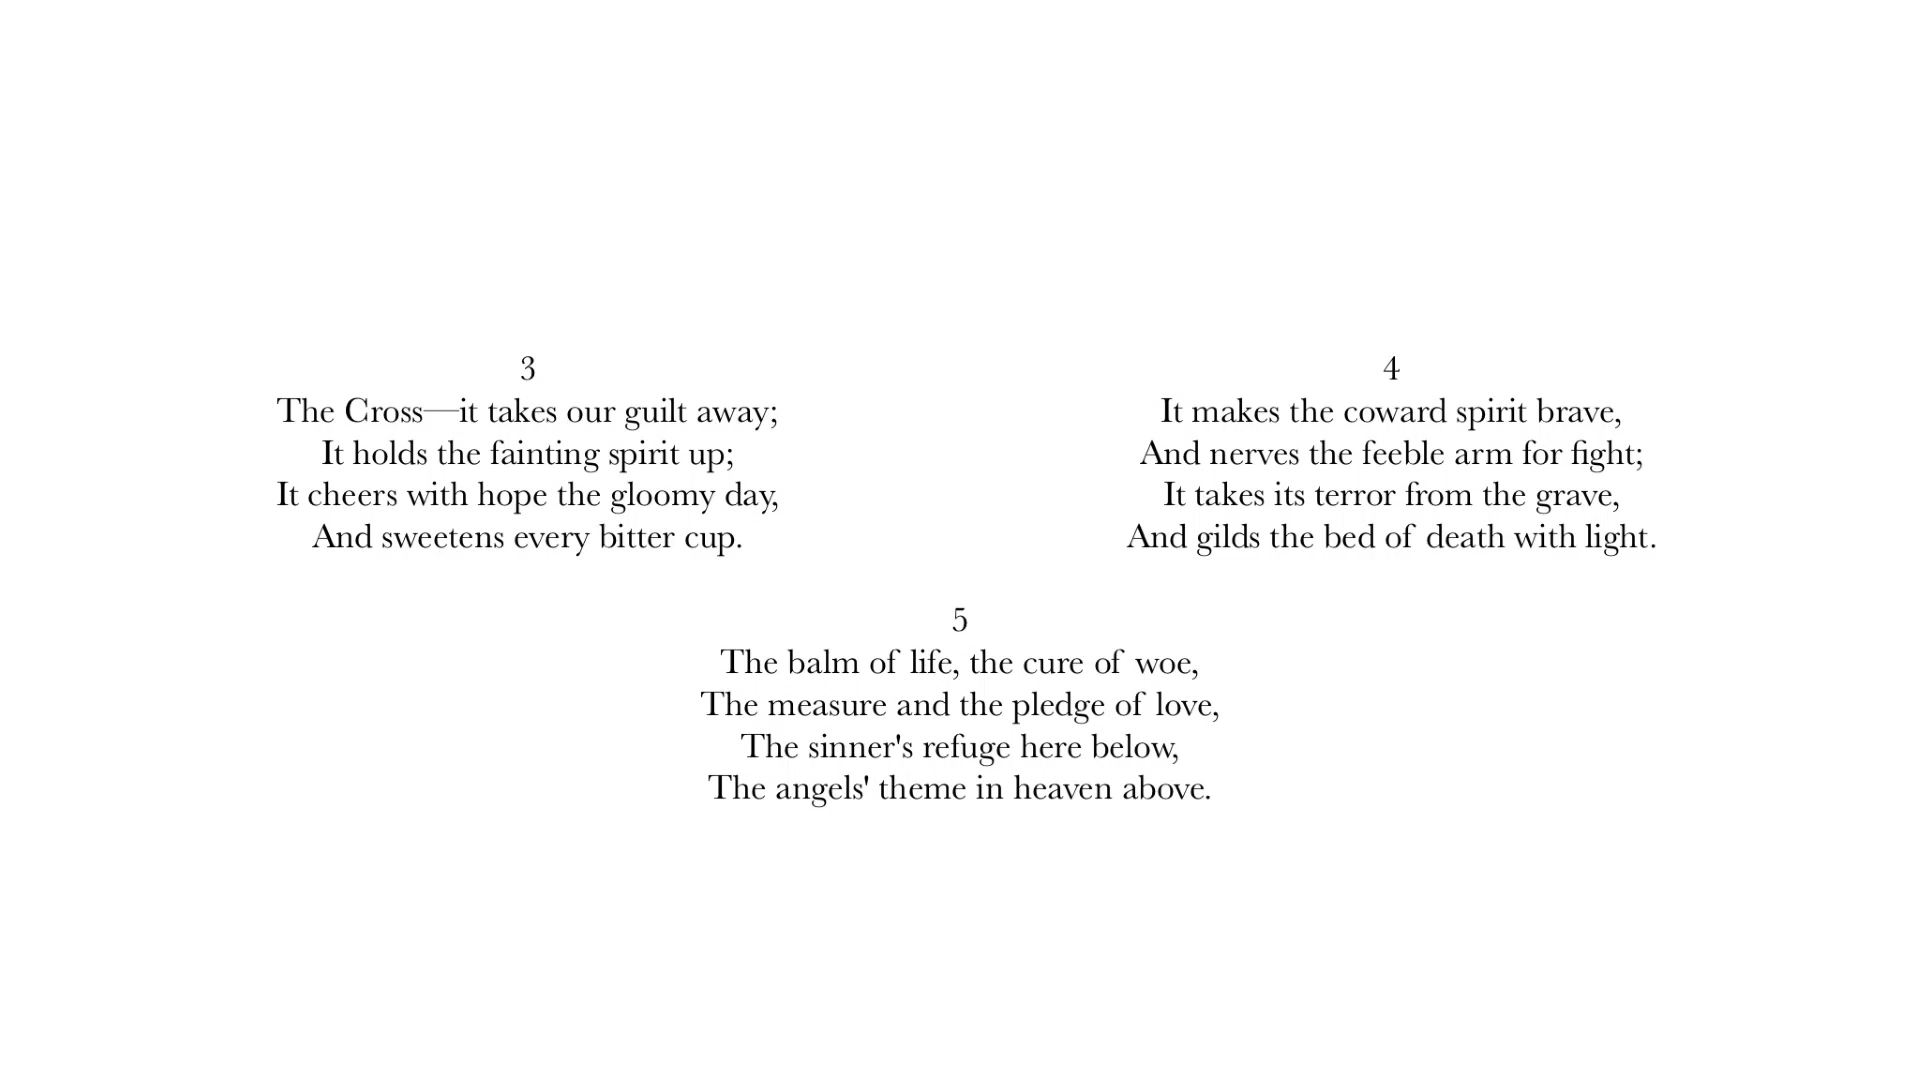 3
The Cross—it takes our guilt away;
It holds the fainting spirit up;
It cheers with hope the gloomy day,
And sweetens every bitter cup.
4
It makes the coward spirit brave,
And nerves the feeble arm for fight;
It takes its terror from the grave,
And gilds the bed of death with light.
5
The balm of life, the cure of woe,
The measure and the pledge of love,
The sinner's refuge here below,
The angels' theme in heaven above.